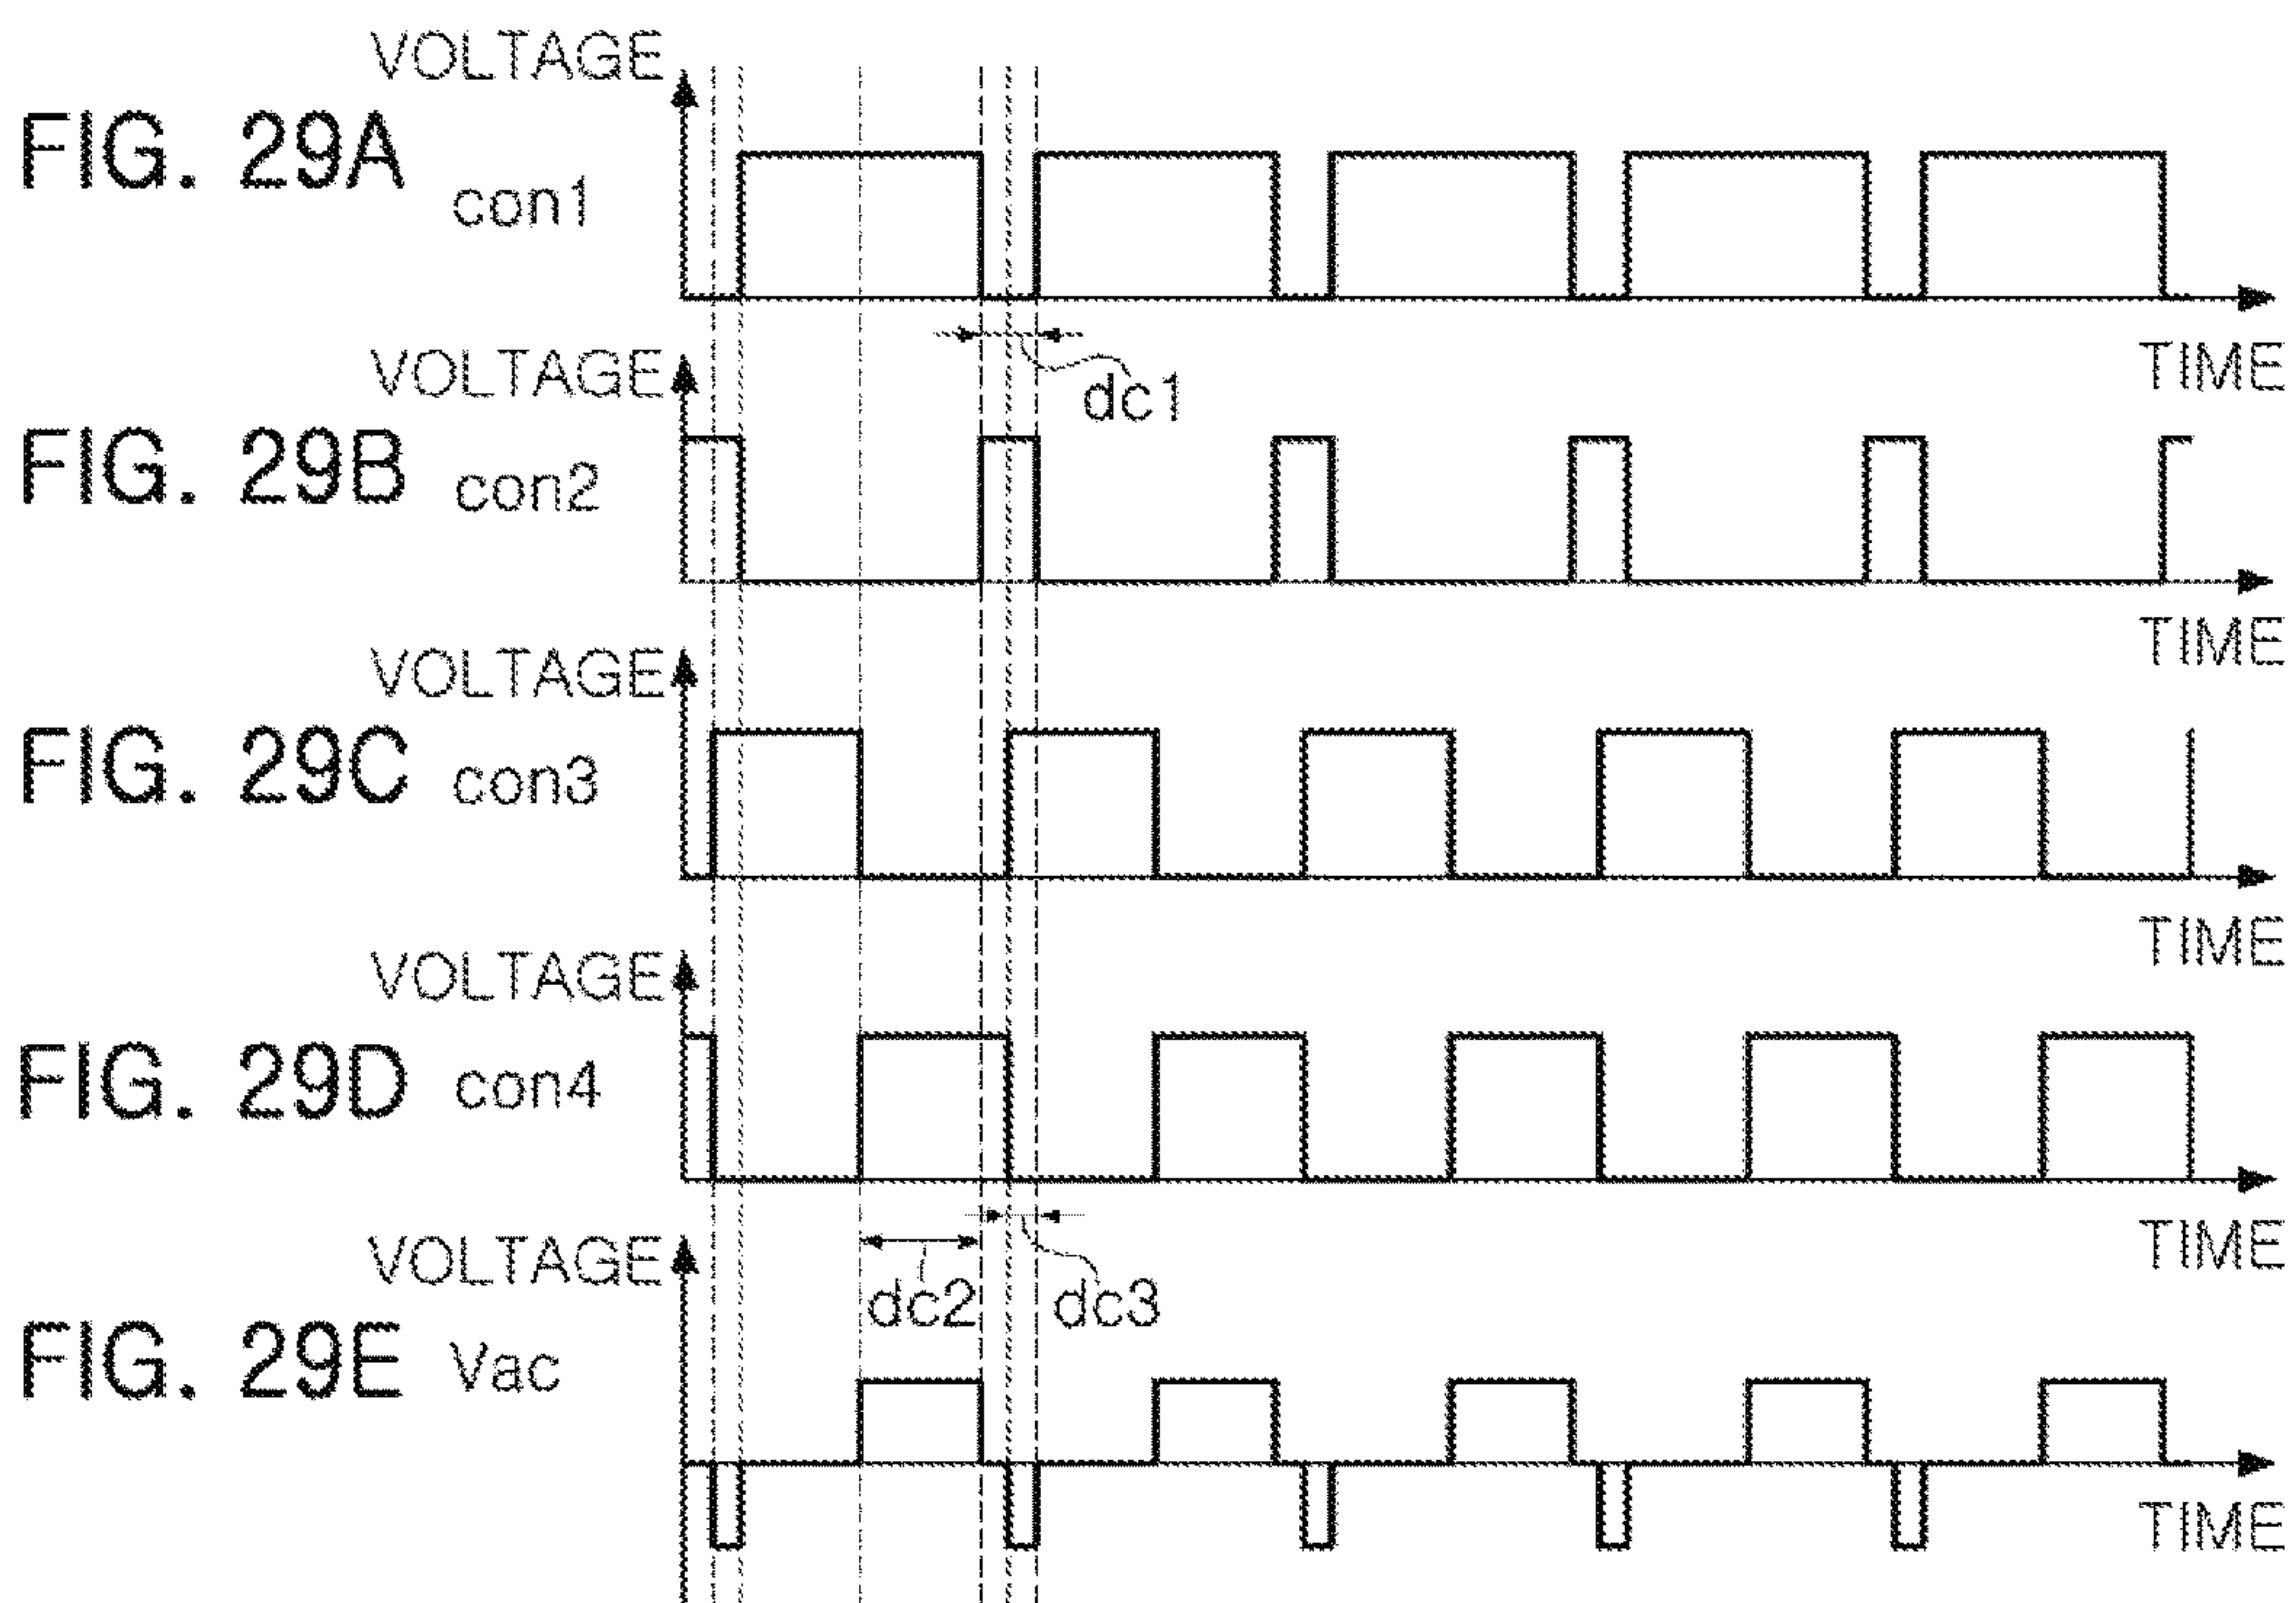 VOLTAGE
FIG. 29A
con1
TIME
dc1
VOLTAGE
FIG. 29B
con2
TIME
VOLTAGE
FIG. 29C
con3
TIME
VOLTAGE
FIG. 29D
con4
TIME
dc2
dc3
VOLTAGE
FIG. 29E
Vac
TIME